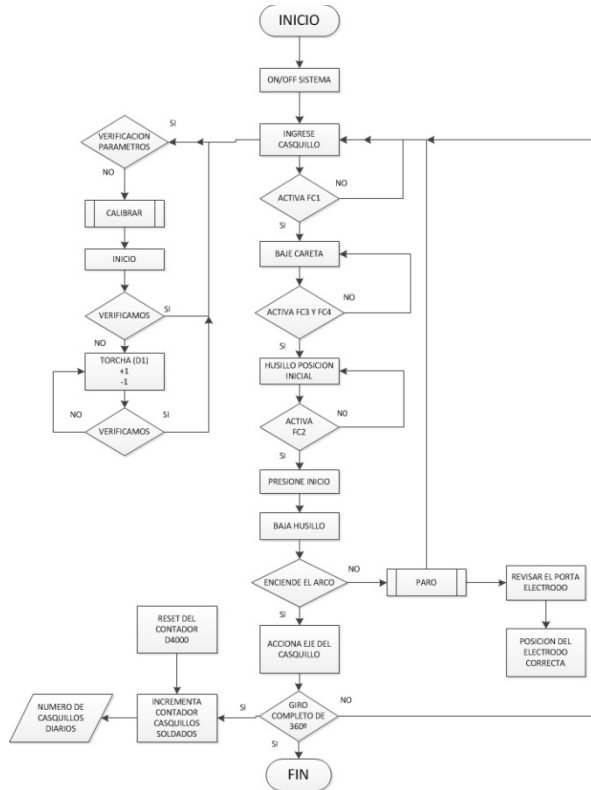 INICIO
ON/OFF SISTEMA
INGRESE
CASQUILLO
SI
VERIFICACION
PARAMETROS
NO
CALIBRAR
INICIO
VERIFICAMOS
SI
NO
TORCHA (D1)
+1
-1
NO
VERIFICAMOS
SI
ACTIVA FC1
NO
SI
BAJE CARETA
ACTIVA FC3 Y FC4
NO
SI
HUSILLO POSICION
INICIAL
ACTIVA
FC2
N0
SI
PRESIONE INICIO
BAJA HUSILLO
ENCIENDE EL ARCO
NO
PARO
REVISAR EL PORTA
ELECTRODO
POSICION DEL
ELECTRODO
CORRECTA
SI
ACCIONA EJE DEL
CASQUILLO
RESET DEL
CONTADOR
D4000
GIRO
COMPLETO DE
360º
NO
SI
INCREMENTA
CONTADOR
CASQUILLOS
SOLDADOS
NUMERO DE
CASQUILLOS
DIARIOS
SI
FIN